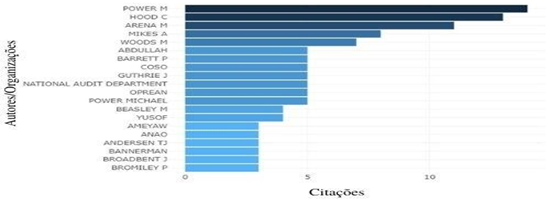 Autores/Organizações
POWER M
HOOD C
ARENA M
MIKES A
WOODS M
ABDULLAH
BARRETT P
COSO
GUTHRIE J
NATIONAL AUDIT DEPARTMENT
OPREAN
POWER MICHAEL
BEASLEY M
YUSOF
AMEYAW
ANAO
ANDERSEN TJ
BANNERMAN
BROADBENT J
BROMILEY P
0 5 10
Citações